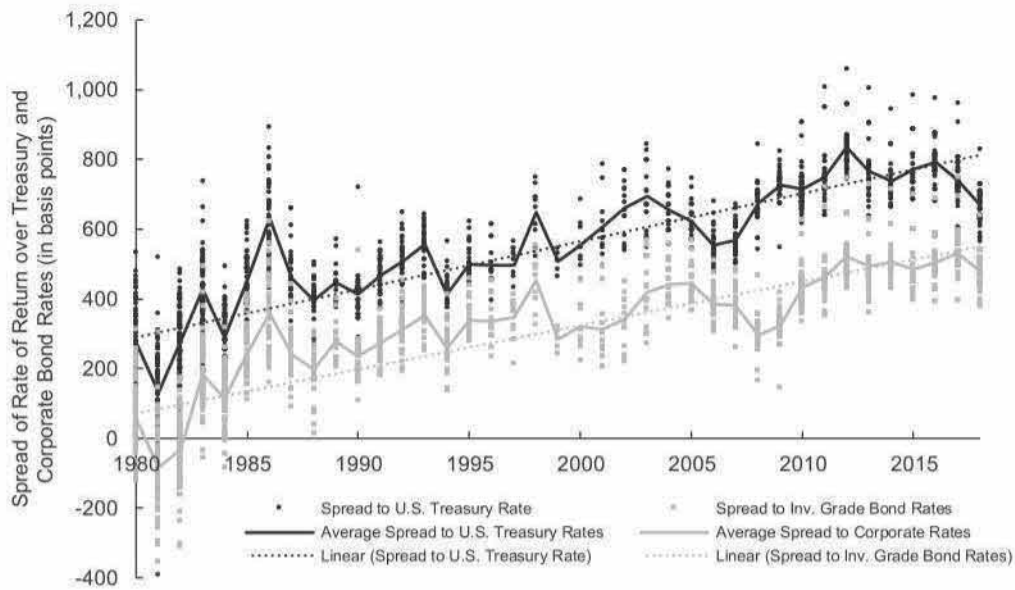 Spread of Rate of Return over Treasury and
Corporate Bond Rates (in basis points)
1,200
1,000
800
600
400
200
0
-200
-400
1980 1985 1990 1995 2000 2005 2010 2015
Spread to U.S. Treasury Rate
Spread to Inv. Grade Bond Rates
Average Spread to U.S. Treasury Rates
Average Spread to Corporate Rates
Linear (Spread to U.S. Treasury Rate)
Linear (Spread to Inv. Grade Bond Rates)